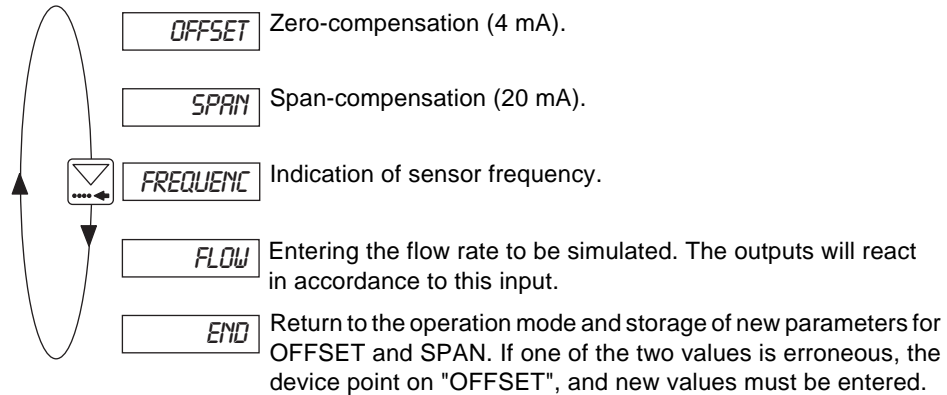 OFFSET Zero-compensation (4 mA).
SPAN Span-compensation (20 mA).
FREQUENC Indication of sensor frequency.
FLOW Entering the flow rate to be simulated. The outputs will react
in accordance to this input.
END Return to the operation mode and storage of new parameters for
OFFSET and SPAN. If one of the two values is erroneous, the
device point on "OFFSET", and new values must be entered.